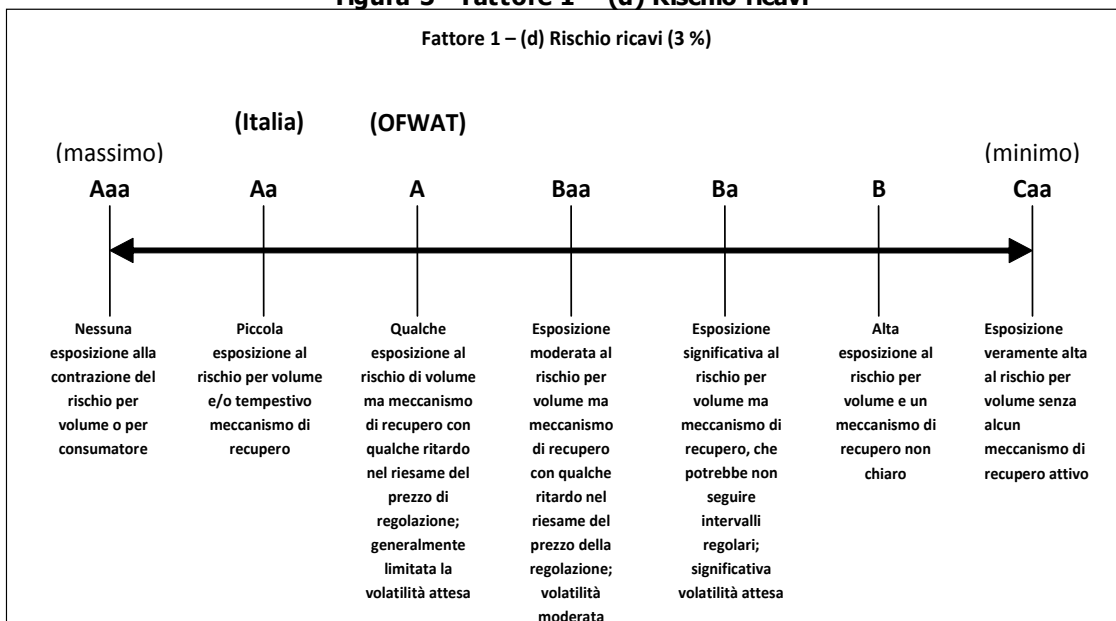 Figura 3 - Fattore 1 – (d) Rischio ricavi
Fattore 1 – (d) Rischio ricavi (3 %)
(Italia)
(OFWAT)
(massimo)
(minimo)
Aaa
Aa
A
Baa
Ba
B
Caa
Nessuna
esposizione alla
contrazione del
rischio per
volume o per
consumatore
Piccola
esposizione al
rischio per volume
e/o tempestivo
meccanismo di
recupero
Qualche
esposizione al
rischio di volume
ma meccanismo
di recupero con
qualche ritardo
nel riesame del
prezzo di
regolazione;
generalmente
limitata la
volatilità attesa
Esposizione
moderata al
rischio per
volume ma
meccanismo
di recupero
con qualche
ritardo nel
riesame del
prezzo della
regolazione;
volatilità
moderata
Esposizione
significativa al
rischio per
volume ma
meccanismo di
recupero, che
potrebbe non
seguire
intervalli
regolari;
significativa
volatilità attesa
Alta
esposizione al
rischio per
volume e un
meccanismo di
recupero non
chiaro
Esposizione
veramente alta
al rischio per
volume senza
alcun
meccanismo di
recupero attivo